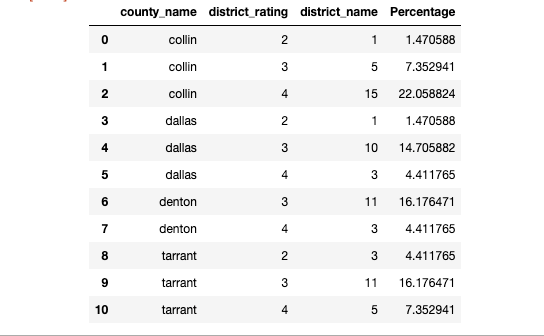 county_name district_rating district_name Percentage
0 collin 2 1 1.470588
1 collin 3 5 7.352941
2 collin 4 15 22.058824
3 dallas 2 1 1.470588
4 dallas 3 10 14.705882
5 dallas 4 3 4.411765
6 denton 3 11 16.176471
7 denton 4 3 4.411765
8 tarrant 2 3 4.411765
9 tarrant 3 11 16.176471
10 tarrant 4 5 7.352941